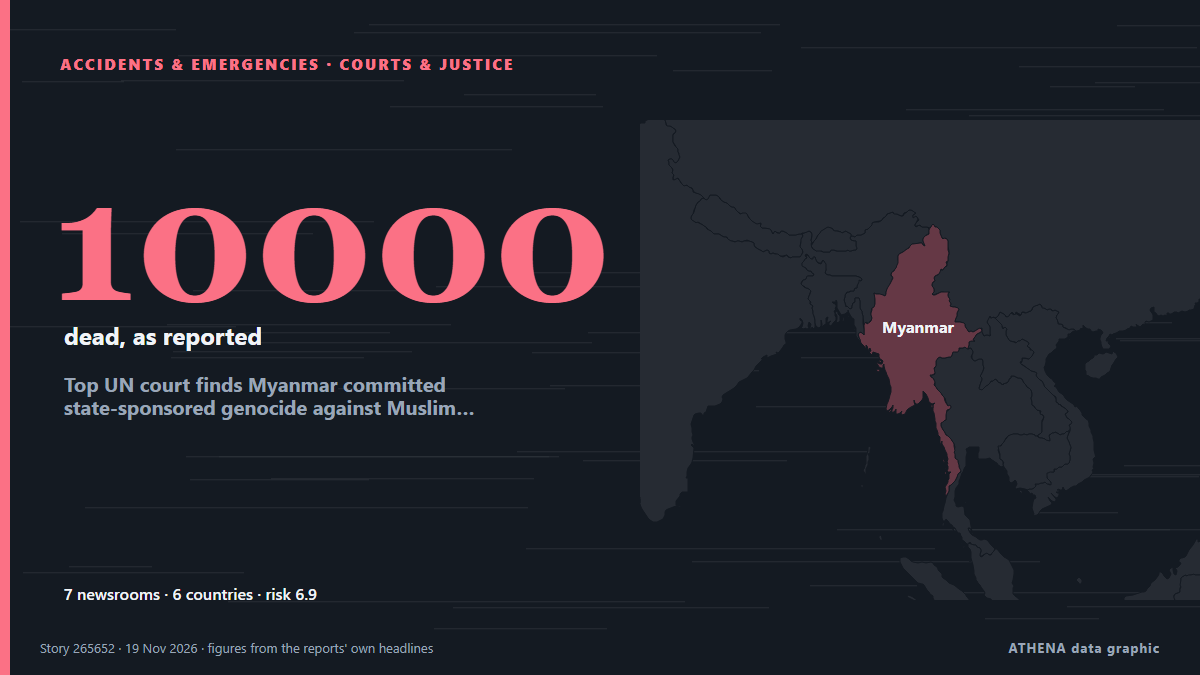 ACCIDENTS & EMERGENCIES · COURTS & JUSTICE
10000
dead, as reported
Top UN court finds Myanmar committed
state-sponsored genocide against Muslim…
Myanmar
7 newsrooms · 6 countries · risk 6.9
Story 265652 · 19 Nov 2026 · figures from the reports' own headlines
ATHENA data graphic